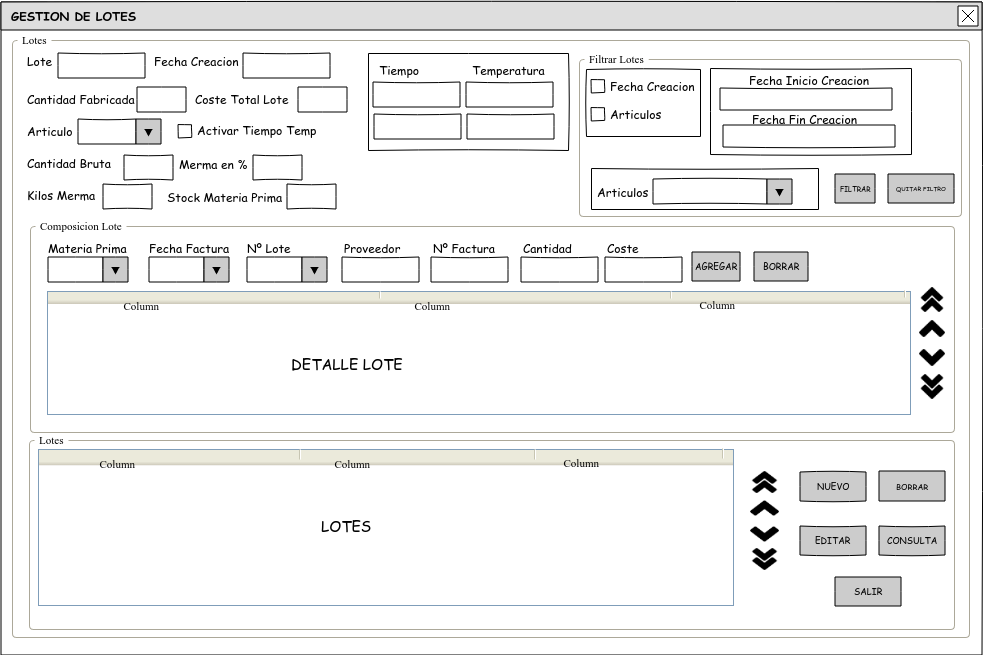 GESTION DE LOTES
Lotes
Lote
Fecha Creacion
Cantidad Fabricada
Coste Total Lote
Articulo
Activar Tiempo Temp
Cantidad Bruta
Merma en %
Kilos Merma
Stock Materia Prima
Tiempo
Temperatura
Filtrar Lotes
Fecha Creacion
Articulos
Fecha Inicio Creacion
Fecha Fin Creacion
Articulos
FILTRAR
QUITAR FILTRO
Composicion Lote
Materia Prima
Fecha Factura
Nº Lote
Proveedor
Nº Factura
Cantidad
Coste
AGREGAR
BORRAR
Column
Column
Column
DETALLE LOTE
Lotes
Column
Column
Column
LOTES
NUEVO
BORRAR
EDITAR
CONSULTA
SALIR